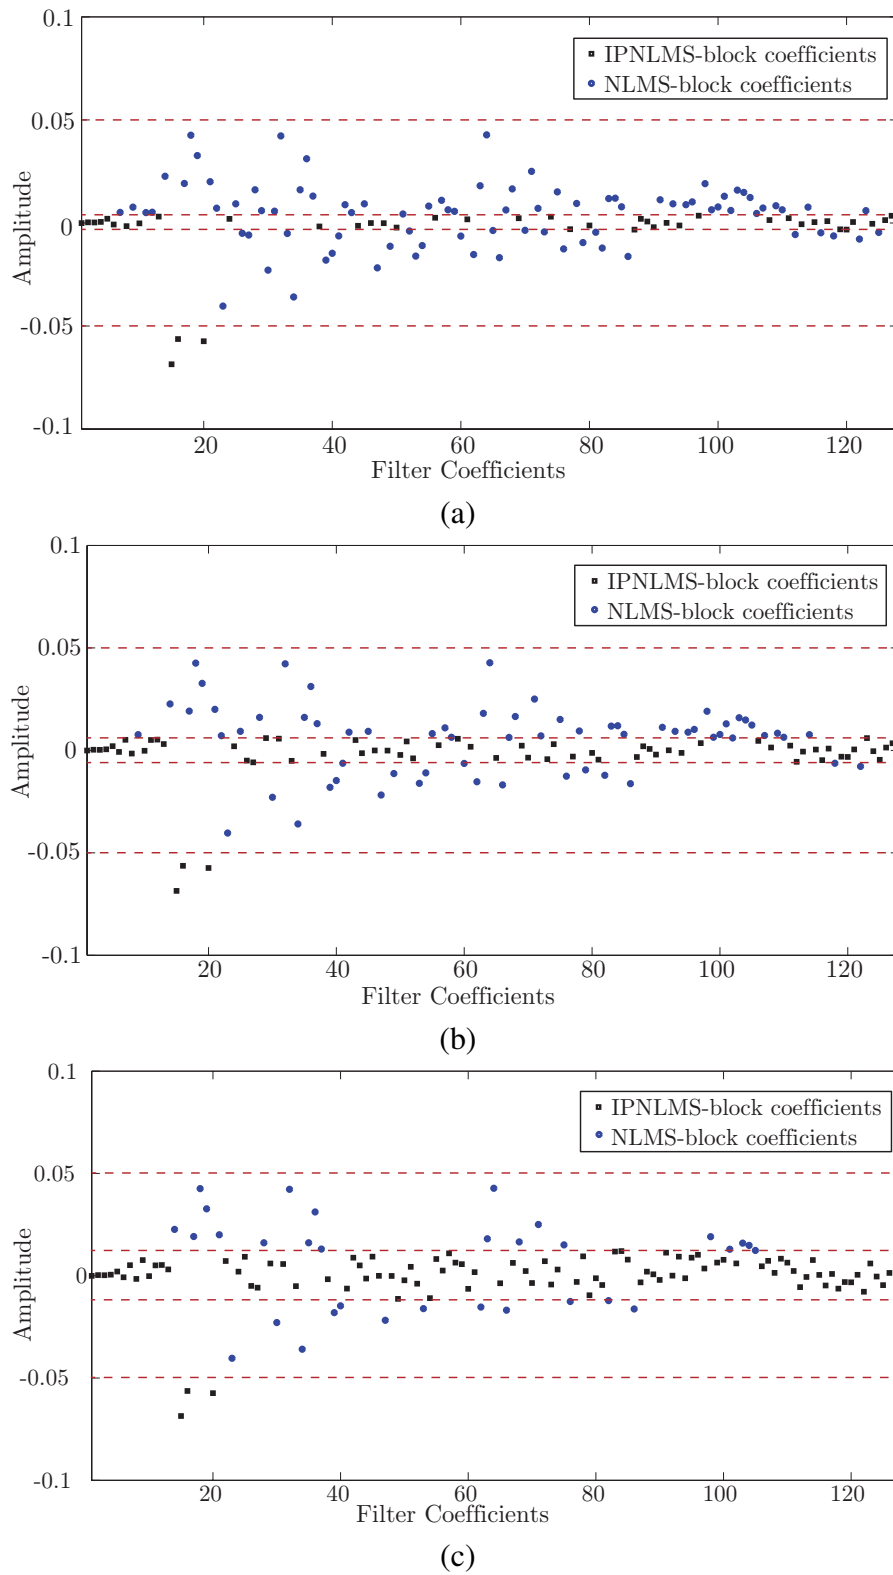 0.1
IPNLMS-block coefficients
NLMS-block coefficients
0.05
Amplitude
0
-0.05
-0.1
20 40 60 80 100 120
Filter Coefficients
(a)
0.1
IPNLMS-block coefficients
NLMS-block coefficients
0.05
Amplitude
0
-0.05
-0.1
20 40 60 80 100 120
Filter Coefficients
(b)
0.1
IPNLMS-block coefficients
NLMS-block coefficients
0.05
Amplitude
0
-0.05
-0.1
20 40 60 80 100 120
Filter Coefficients
(c)